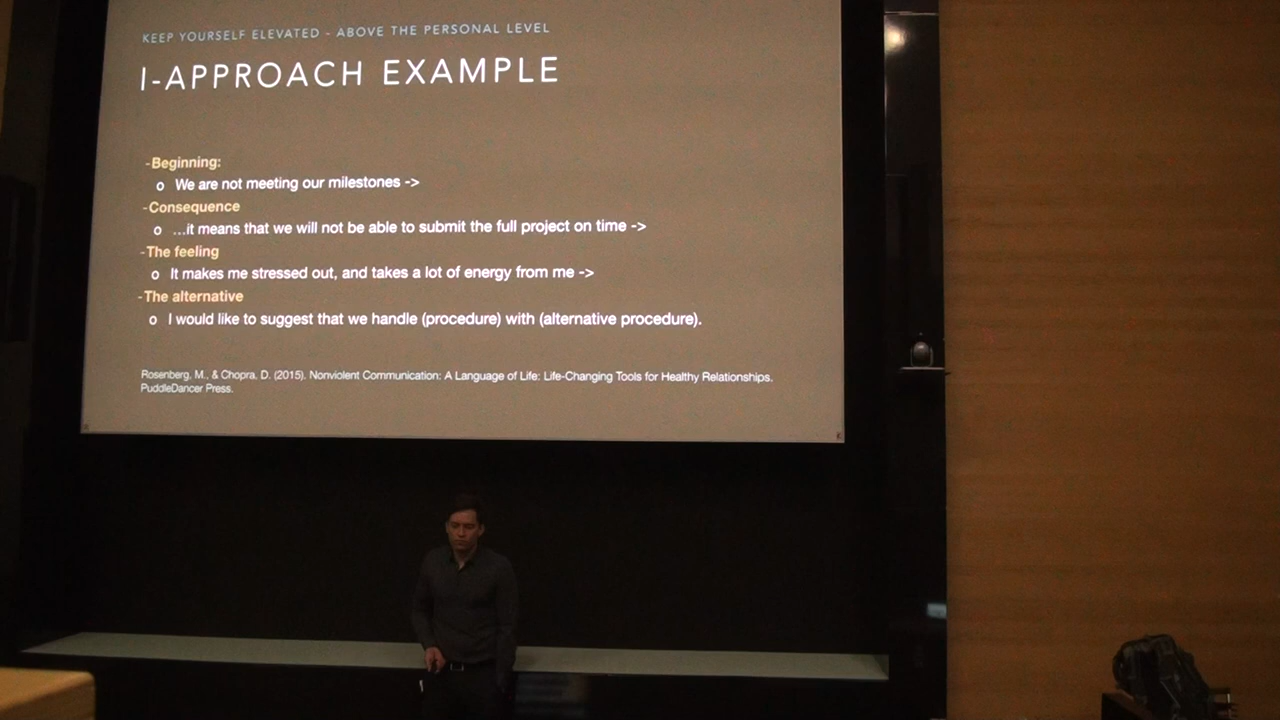 KEEP YOURSELF ELEVATED - ABOVE THE PERSONAL LEVEL
I-APPROACH EXAMPLE
-Beginning:
o We are not meeting our milestones ->
-Consequence
o ...it means that we will not be able to submit the full project on time ->
-The feeling
o It makes me stressed out, and takes a lot of energy from me ->
-The alternative
o I would like to suggest that we handle (procedure) with (alternative procedure).
Rosenberg, M., & Chopra, D. (2015). Nonviolent Communication: A Language of Life: Life-Changing Tools for Healthy Relationships.
PuddleDancer Press.